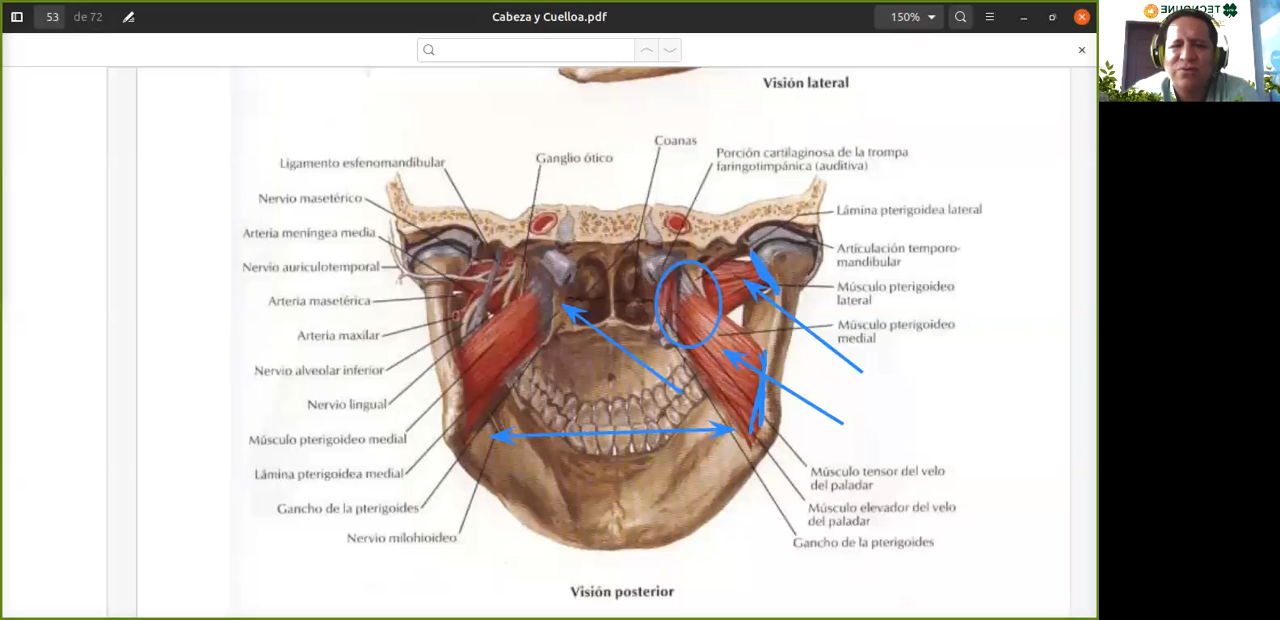 53
de 72
Cabeza y Cuelloa.pdf
150%
Visión lateral
Coanas
Ligamento esfenomandibular
Ganglio ótico
Porción cartilaginosa de la trompa
faringotimpánica (auditiva)
Nervio masetérico
Lámina pterigoidea lateral
Arteria meníngea media
Articulación temporo-
mandibular
Nervio auriculotemporal
Músculo pterigoideo
lateral
Arteria masetérica
Músculo pterigoideo
medial
Arteria maxilar
Nervio alveolar inferior
Nervio lingual
Músculo pterigoideo medial
Lámina pterigoidea medial
Músculo tensor del velo
del paladar
Gancho de la pterigoides
Músculo elevador del velo
del paladar
Nervio milohioideo
Gancho de la pterigoides
Visión posterior